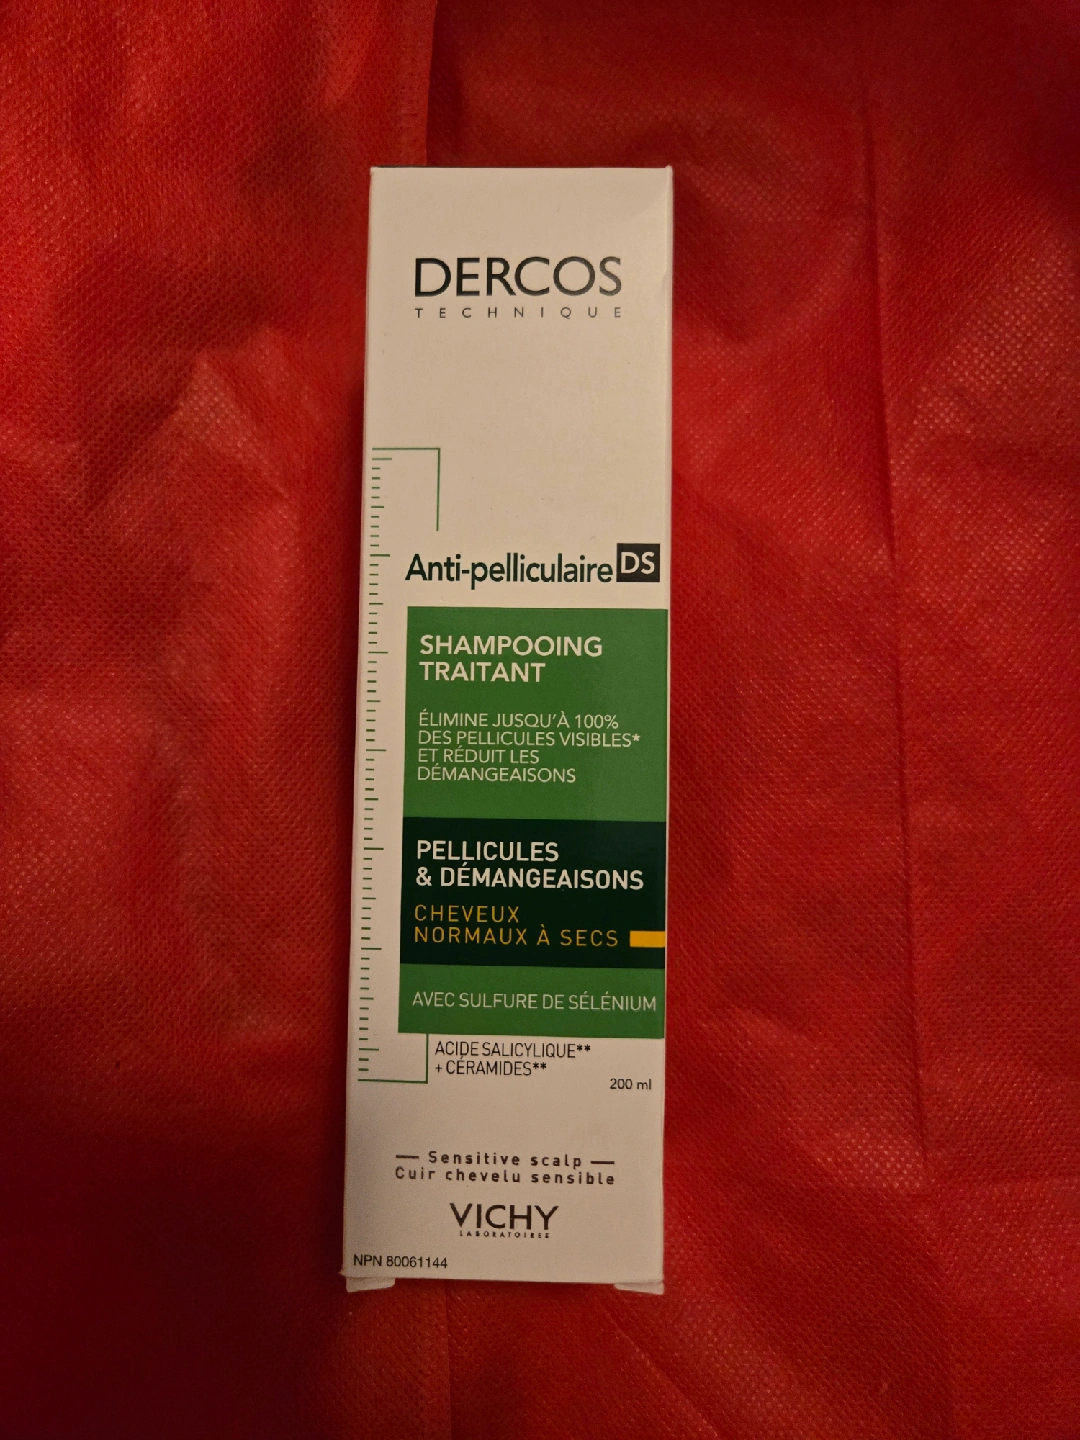 DERCOS
TECHNIQUE
Anti-pelliculaire DS
SHAMPOOING
TRAITANT
ÉLIMINE JUSQU'À 100%
DES PELLICULES VISIBLES*
ET RÉDUIT LES
DÉMANGEAISONS
PELLICULES
& DÉMANGEAISONS
CHEVEUX
NORMAUX À SECS
AVEC SULFURE DE SÉLÉNIUM
ACIDE SALICYLIQUE**
+ CÉRAMIDES**
200 ml
— Sensitive scalp —
Cuir chevelu sensible
VICHY
LABORATOIRES
NPN 80061144